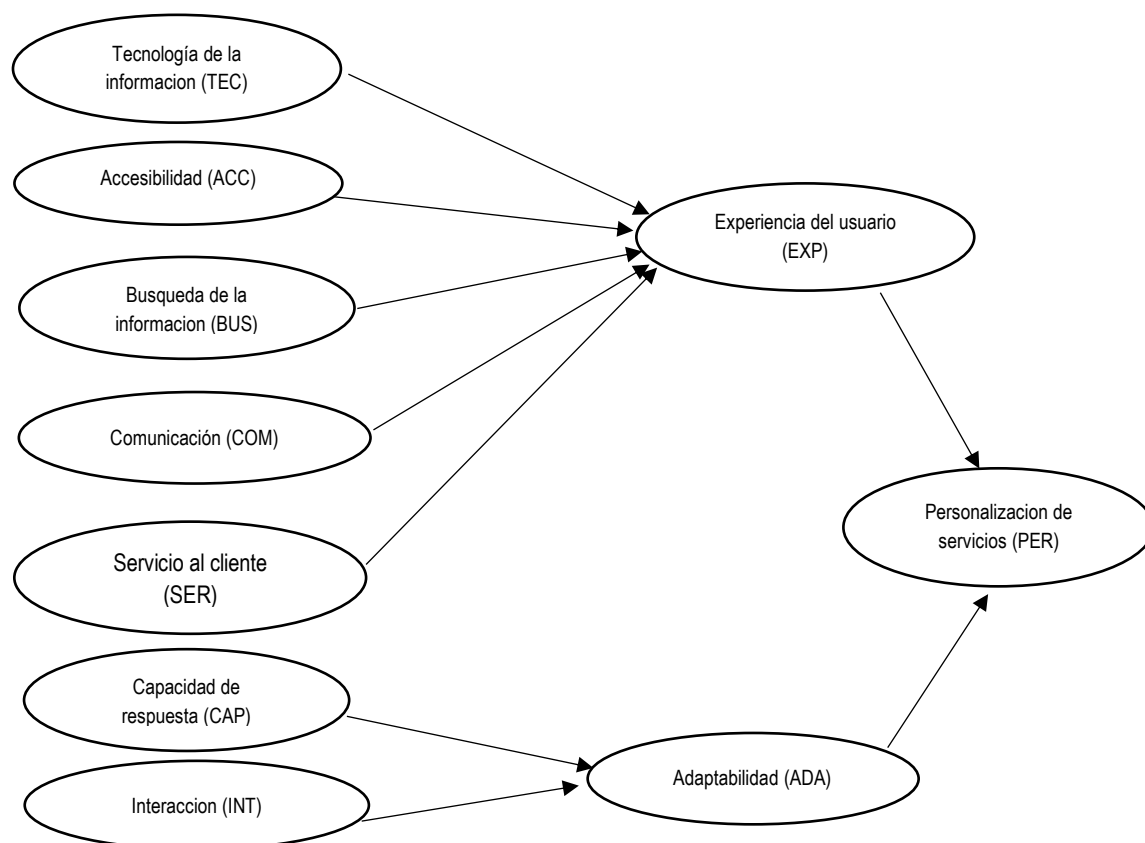 Tecnología de la
informacion (TEC)
Accesibilidad (ACC)
Busqueda de la
informacion (BUS)
Comunicación (COM)
Servicio al cliente
(SER)
Capacidad de
respuesta (CAP)
Interaccion (INT)
Experiencia del usuario
(EXP)
Adaptabilidad (ADA)
Personalizacion de
servicios (PER)